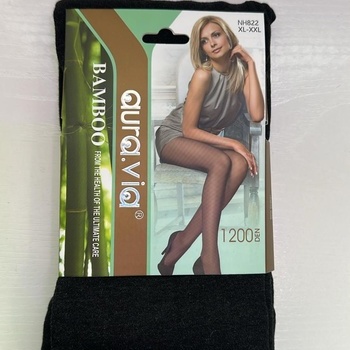 NH822
XL-XXL
aura.via®
BAMBOO
FROM THE HEALTH OF THE ULTIMATE CARE
1200 DEN